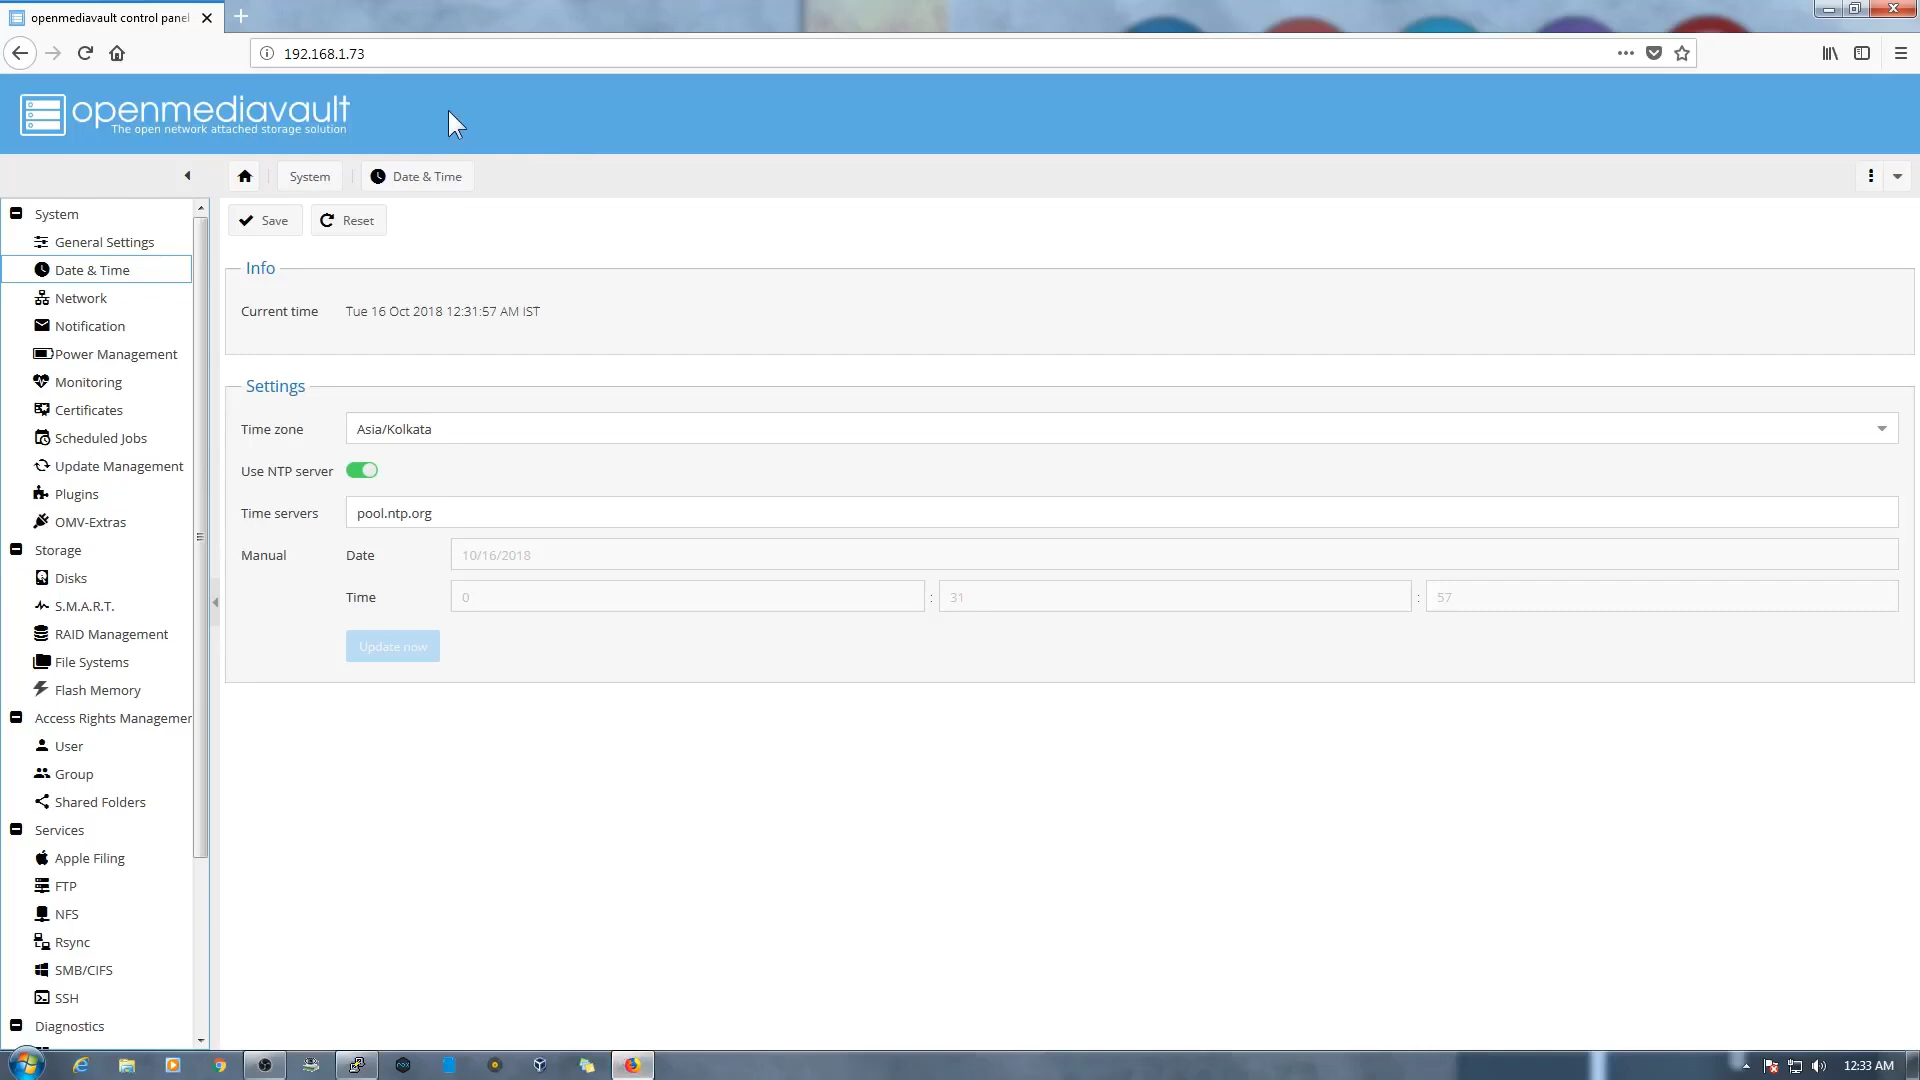 openmediavault control panel
192.168.1.73
openmediavault
The open network attached storage solution
System
Date & Time
System
General Settings
Date & Time
Network
Notification
Power Management
Monitoring
Certificates
Scheduled Jobs
Update Management
Plugins
OMV-Extras
Storage
Disks
S.M.A.R.T.
RAID Management
File Systems
Flash Memory
Access Rights Managemer
User
Group
Shared Folders
Services
Apple Filing
FTP
NFS
Rsync
SMB/CIFS
SSH
Diagnostics
Save
Reset
Info
Current time Tue 16 Oct 2018 12:31:57 AM IST
Settings
Time zone Asia/Kolkata
Use NTP server
Time servers pool.ntp.org
Manual Date 10/16/2018
Time 0 : 31 : 57
Update now
12:33 AM